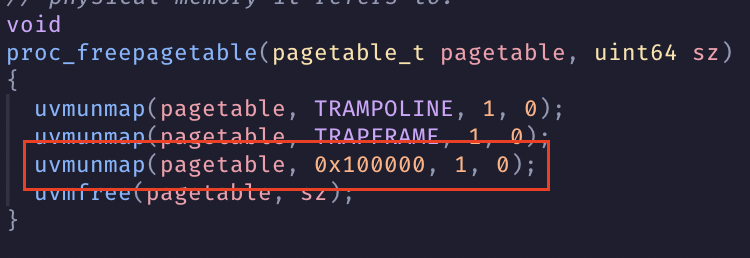 // physical memory it refers to.
void
proc_freepagetable(pagetable_t pagetable, uint64 sz)
{
uvmunmap(pagetable, TRAMPOLINE, 1, 0);
uvmunmap(pagetable, TRAPFRAME, 1, 0);
uvmunmap(pagetable, 0x100000, 1, 0);
uvmfree(pagetable, sz);
}